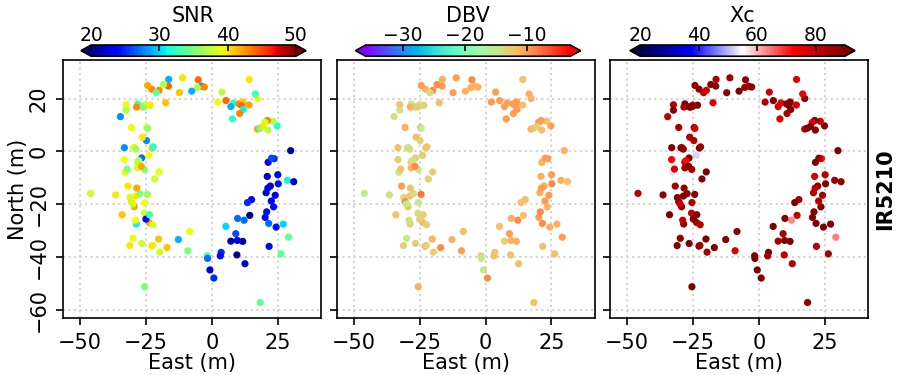 SNR DBV Xc
20 30 40 50 −30 −20 −10 20 40 60 80
North (m)
20
0
−20
−40
−60
IR5210
−50 −25 0 25 −50 −25 0 25 −50 −25 0 25
East (m) East (m) East (m)